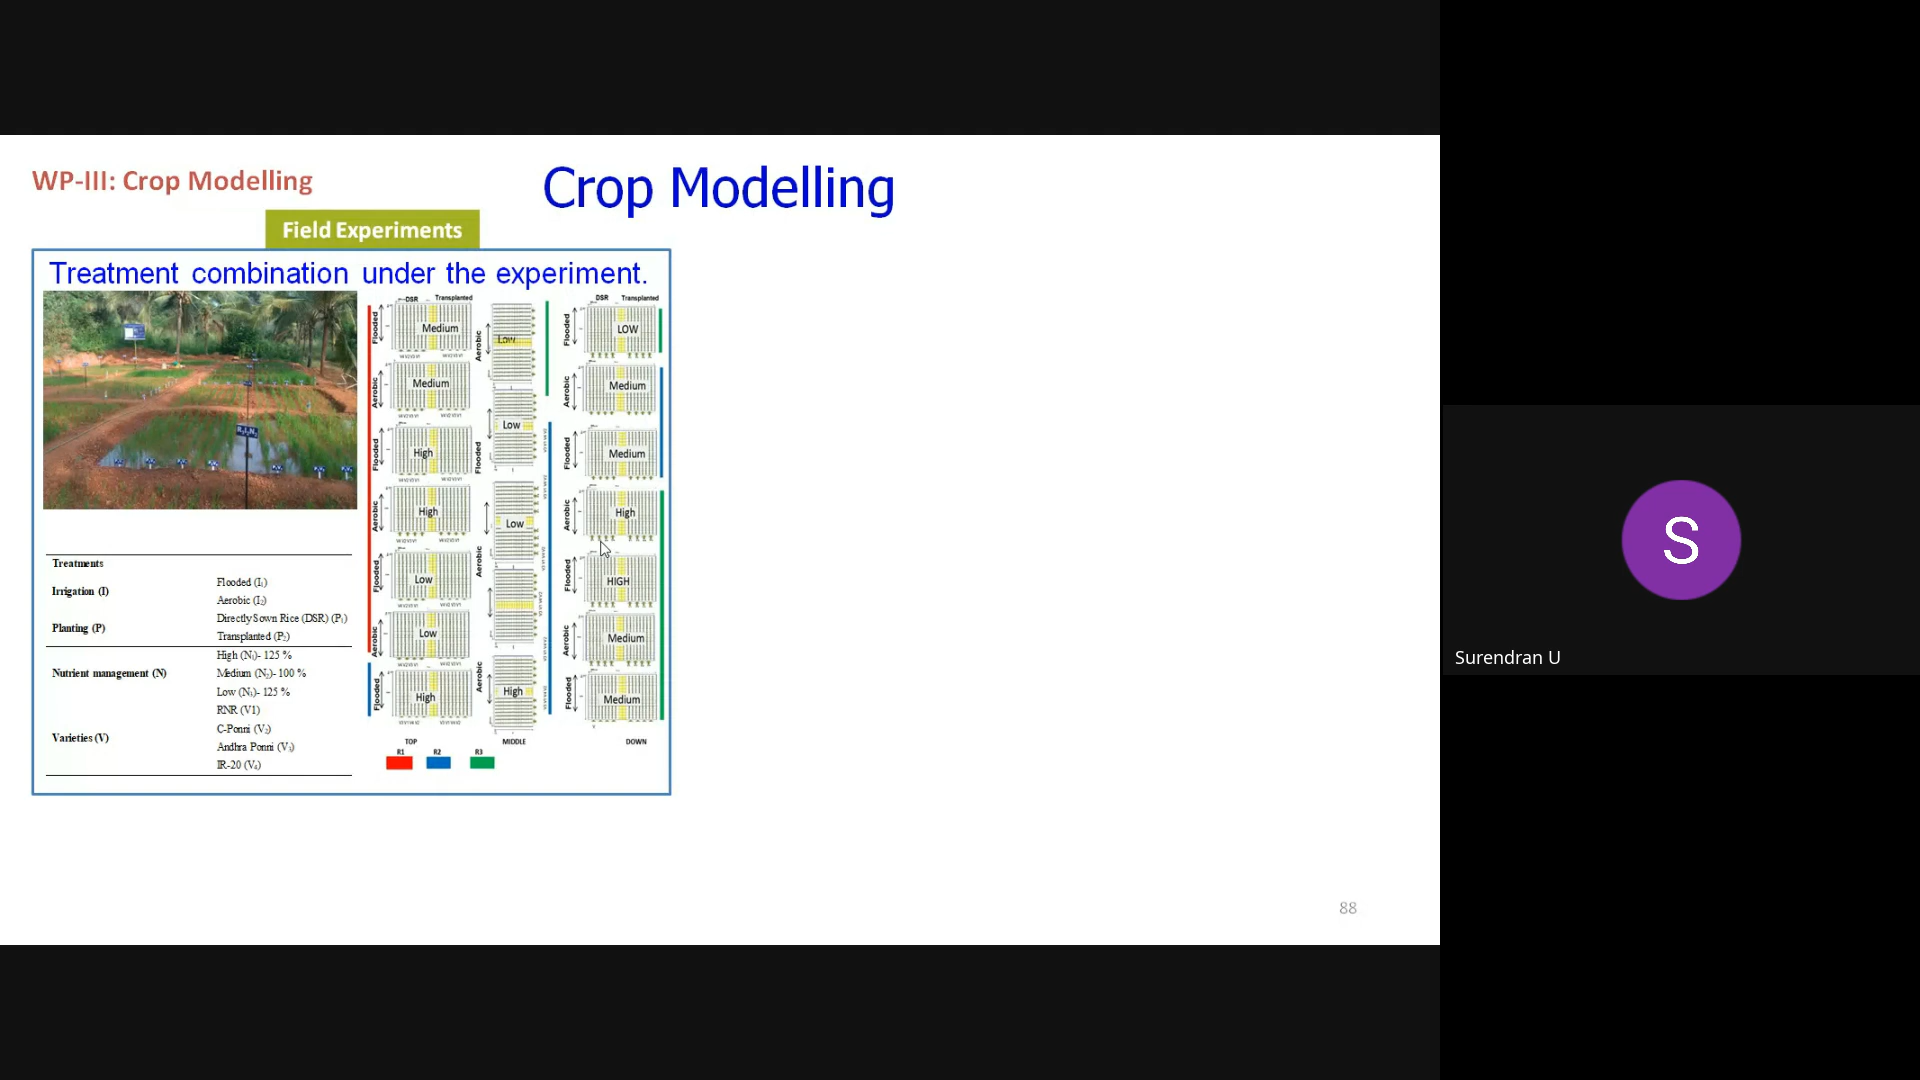 WP-III: Crop Modelling
Crop Modelling
Field Experiments
Treatment combination under the experiment.
R₃I₁N₂
Treatments
Irrigation (I)
Flooded (I₁)
Aerobic (I₂)
Planting (P)
Directly Sown Rice (DSR) (P₁)
Transplanted (P₂)
Nutrient management (N)
High (N₁)- 125 %
Medium (N₂)- 100 %
Low (N₃)- 125 %
Varieties (V)
RNR (V1)
C-Ponni (V₂)
Andhra Ponni (V₃)
IR-20 (V₄)
DSR Transplanted
Flooded Medium
Aerobic Medium
Flooded High
Aerobic High
Flooded Low
Aerobic Low
Flooded High
TOP
Aerobic Low
Flooded Low
Aerobic Low
Aerobic High
MIDDLE
DSR Transplanted
Flooded LOW
Aerobic Medium
Flooded Medium
Aerobic High
Flooded HIGH
Aerobic Medium
Flooded Medium
DOWN
R1 R2 R3
88
S
Surendran U